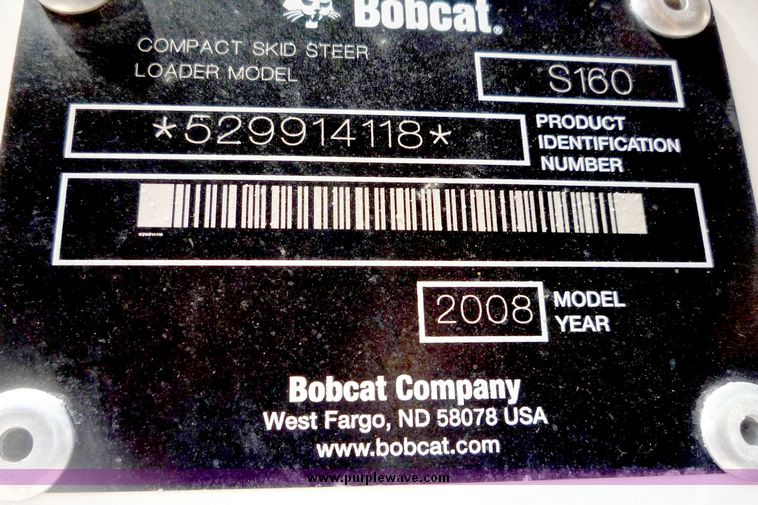 Bobcat®
COMPACT SKID STEER
LOADER MODEL
S160
*529914118*
PRODUCT
IDENTIFICATION
NUMBER
2008
MODEL
YEAR
Bobcat Company
West Fargo, ND 58078 USA
www.bobcat.com
www.purplewave.com